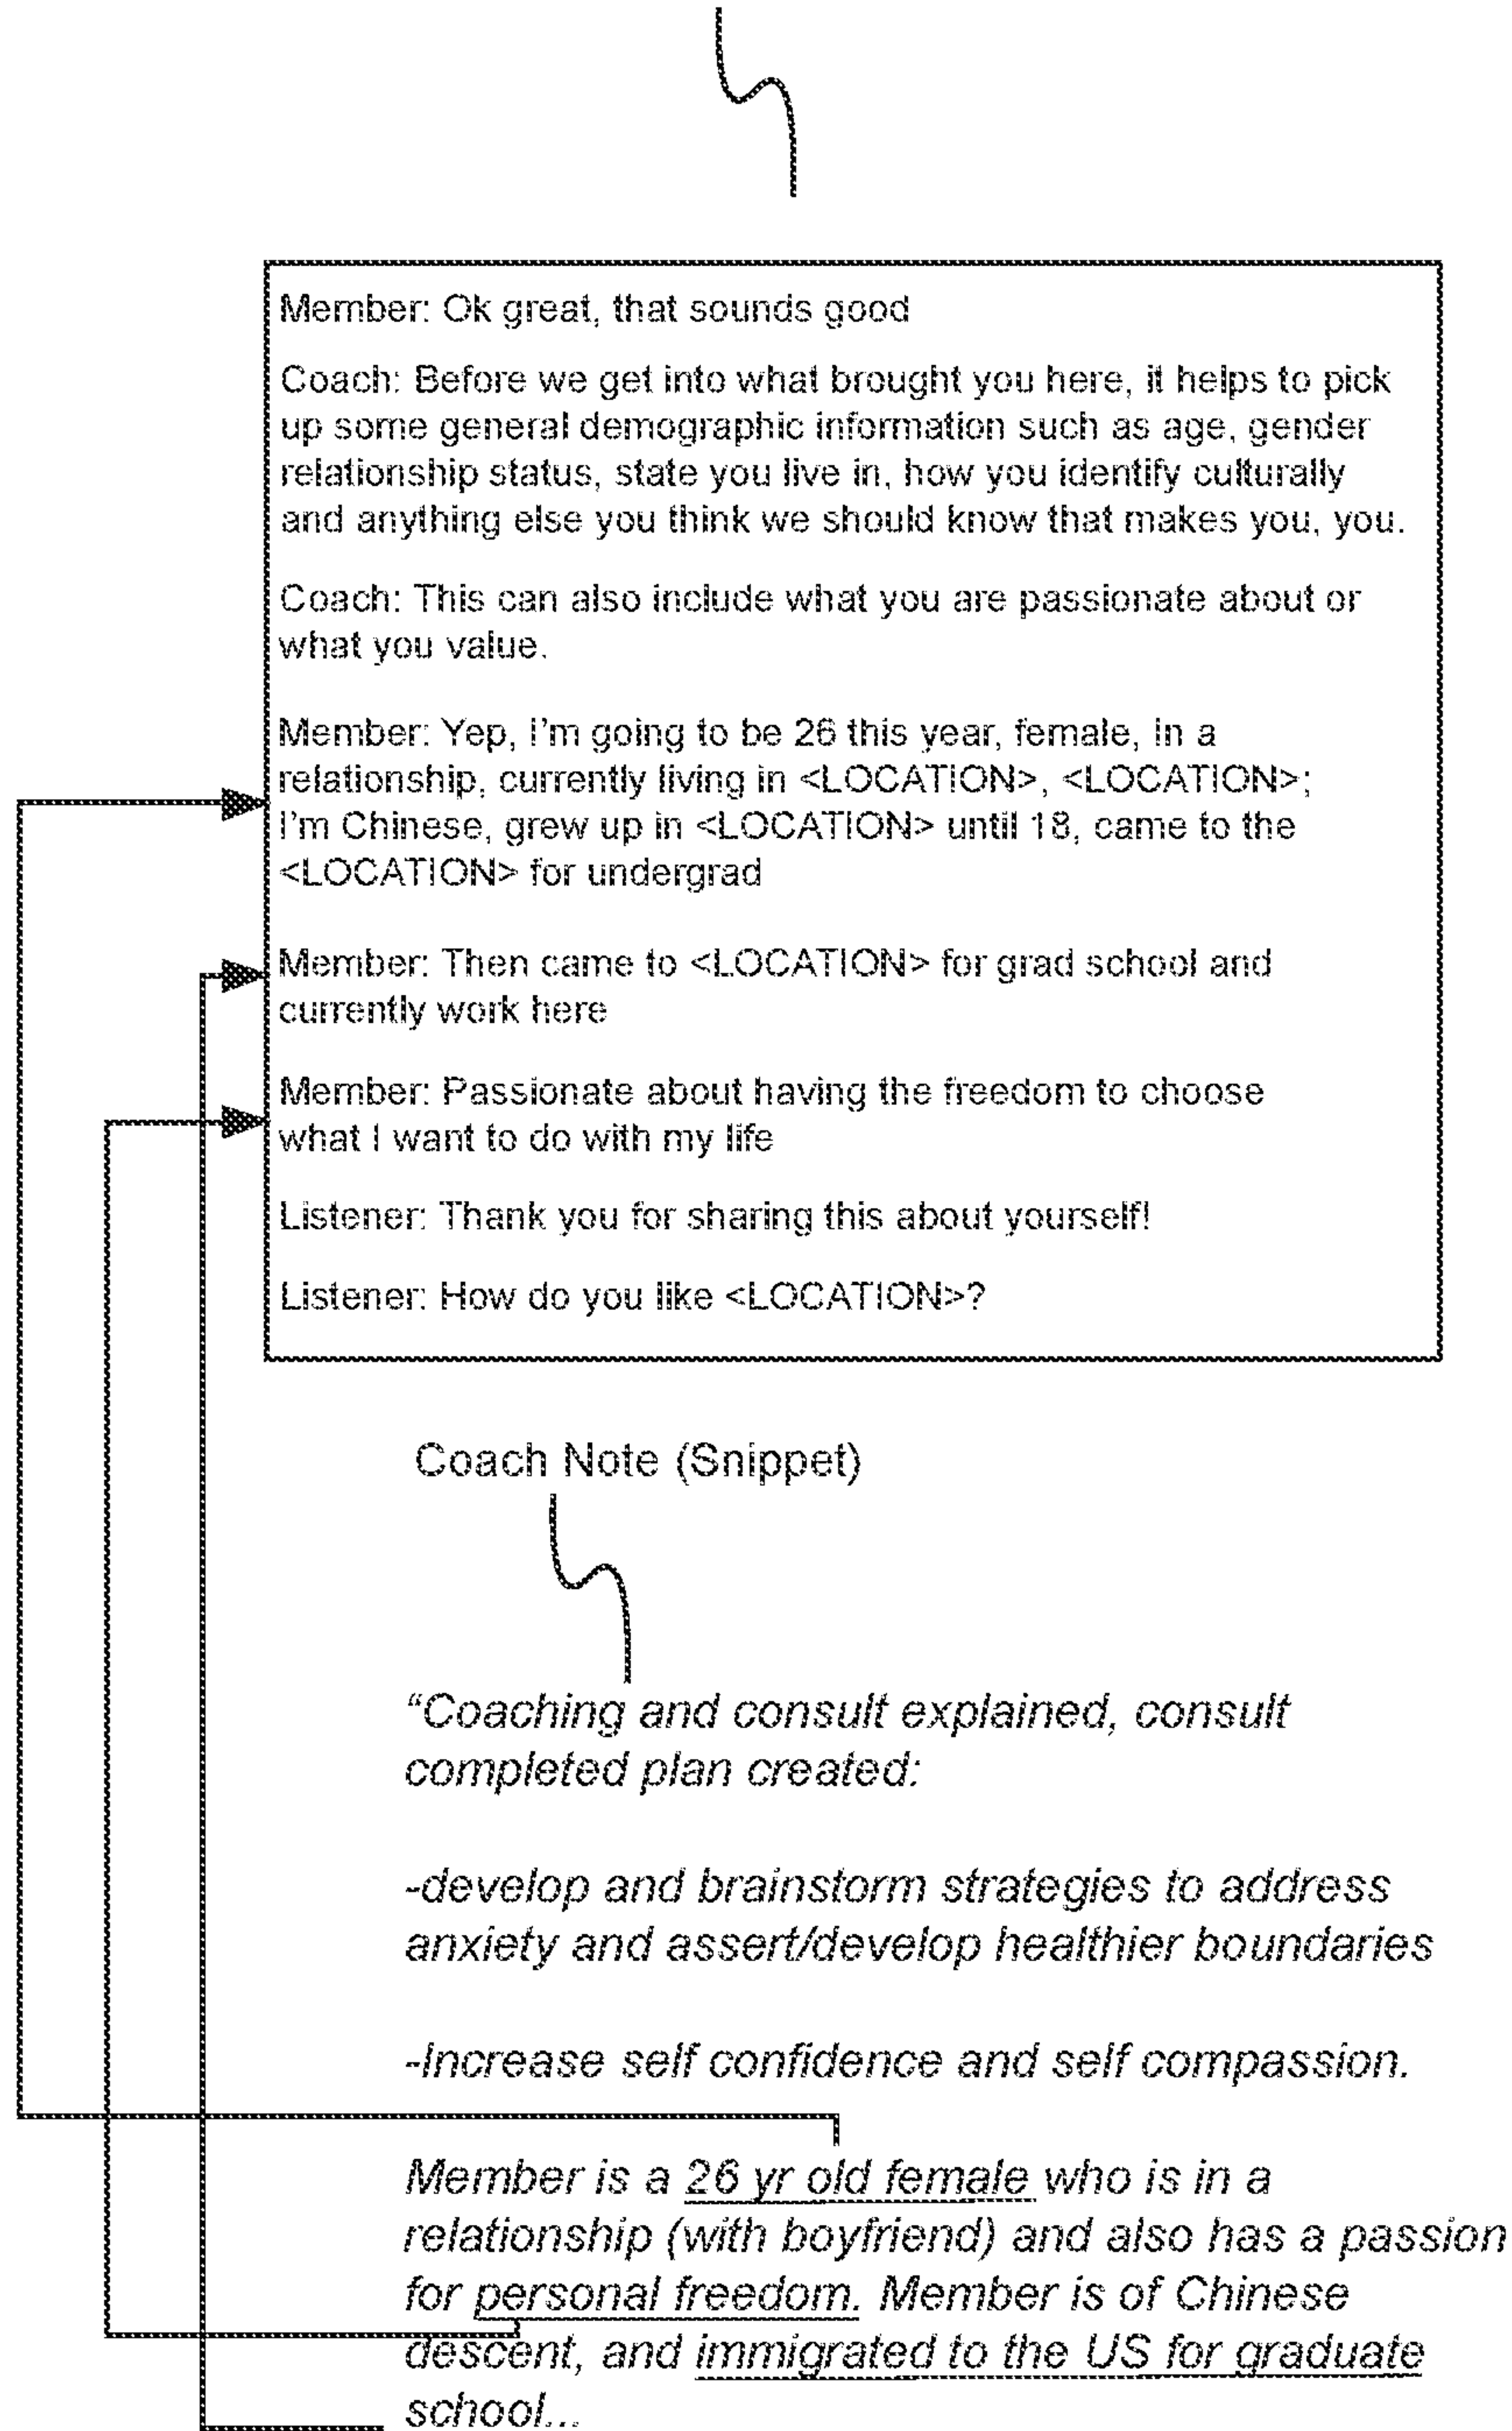 Member: Ok great, that sounds good
Coach: Before we get into what brought you here, it helps to pick
up some general demographic information such as age, gender
relationship status, state you live in, how you identify culturally
and anything else you think we should know that makes you, you.
Coach: This can also include what you are passionate about or
what you value.
Member: Yep, I'm going to be 26 this year, female, in a
relationship, currently living in <LOCATION>, <LOCATION>;
I'm Chinese, grew up in <LOCATION> until 18, came to the
<LOCATION> for undergrad
Member: Then came to <LOCATION> for grad school and
currently work here
Member: Passionate about having the freedom to choose
what I want to do with my life
Listener: Thank you for sharing this about yourself!
Listener: How do you like <LOCATION>?
Coach Note (Snippet)
“Coaching and consult explained, consult
completed plan created:
-develop and brainstorm strategies to address
anxiety and assert/develop healthier boundaries
-Increase self confidence and self compassion.
Member is a 26 yr old female who is in a
relationship (with boyfriend) and also has a passion
for personal freedom. Member is of Chinese
descent, and immigrated to the US for graduate
school...